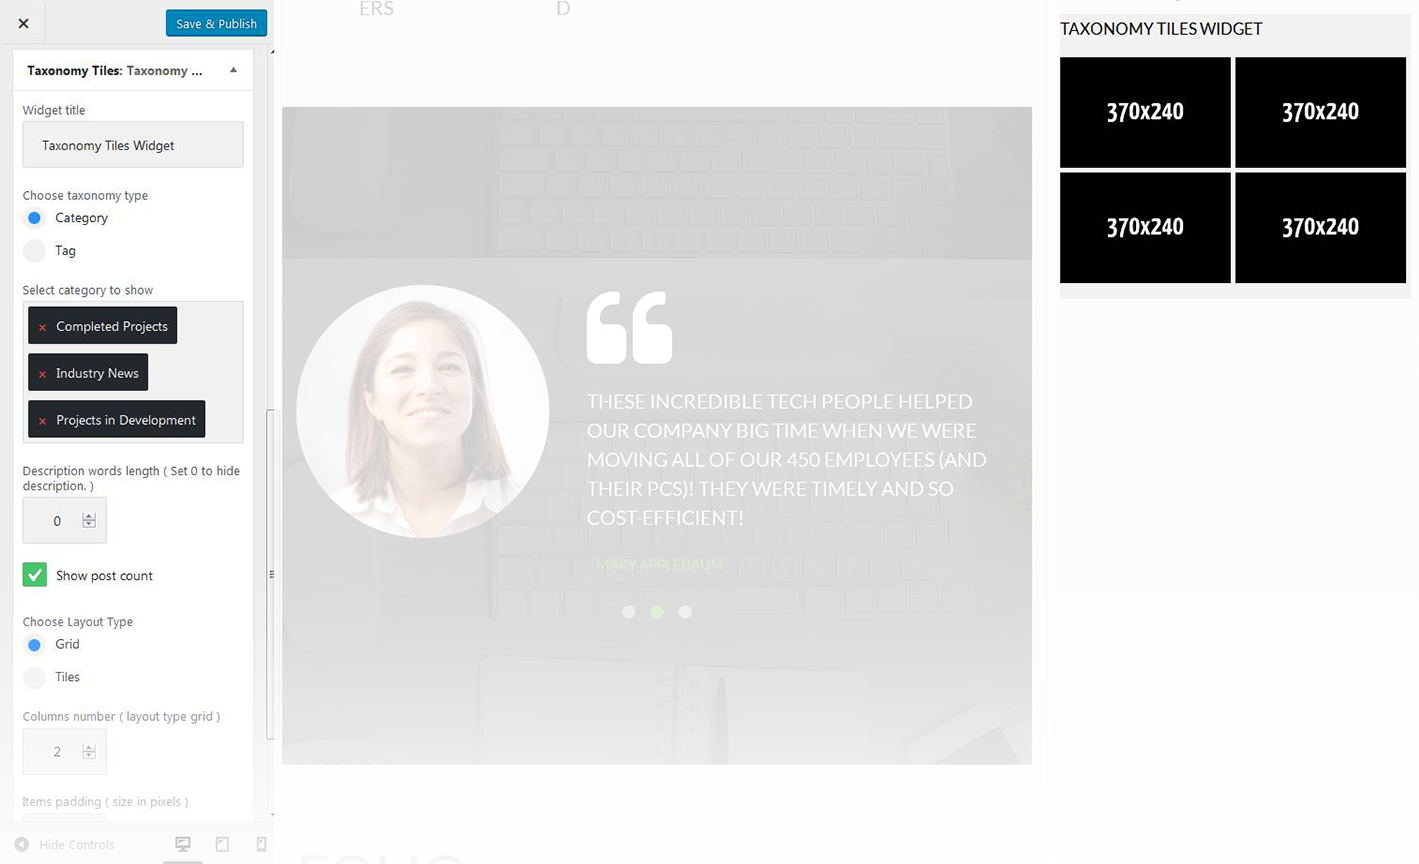 Save & Publish
Taxonomy Tiles: Taxonomy ...
Widget title
Taxonomy Tiles Widget
Choose taxonomy type
Category
Tag
Select category to show
× Completed Projects
× Industry News
× Projects in Development
Description words length ( Set 0 to hide
description. )
0
Show post count
Choose Layout Type
Grid
Tiles
Columns number ( layout type grid )
2
Items padding ( size in pixels )
Hide Controls
ERS
D
THESE INCREDIBLE TECH PEOPLE HELPED
OUR COMPANY BIG TIME WHEN WE WERE
MOVING ALL OF OUR 450 EMPLOYEES (AND
THEIR PCS)! THEY WERE TIMELY AND SO
COST-EFFICIENT!
- MARY APPLEBAUM
TAXONOMY TILES WIDGET
370x240
370x240
370x240
370x240